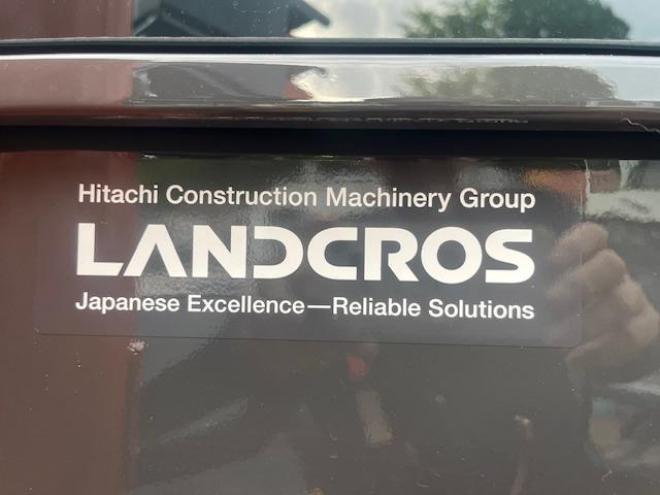 Hitachi Construction Machinery Group
LANDCROS
Japanese Excellence—Reliable Solutions